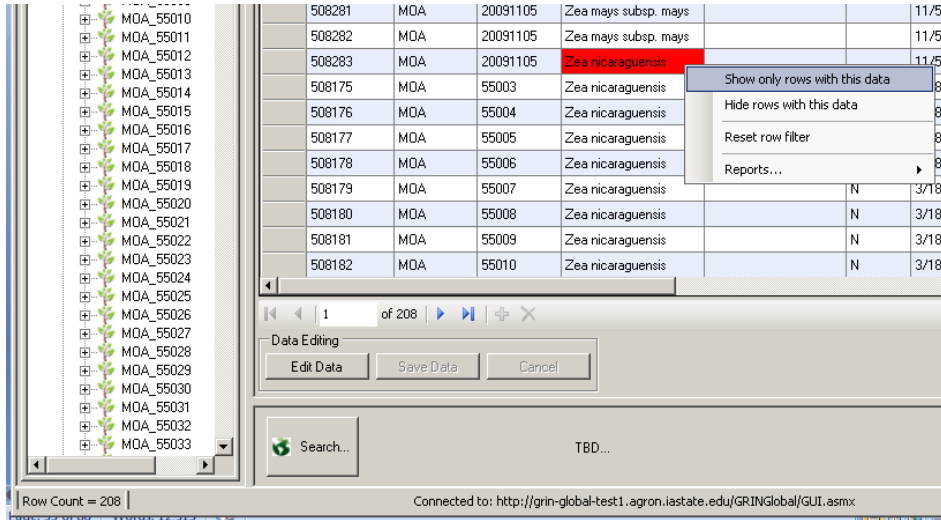 MOA_55010
MOA_55011
MOA_55012
MOA_55013
MOA_55014
MOA_55015
MOA_55016
MOA_55017
MOA_55018
MOA_55019
MOA_55020
MOA_55021
MOA_55022
MOA_55023
MOA_55024
MOA_55025
MOA_55026
MOA_55027
MOA_55028
MOA_55029
MOA_55030
MOA_55031
MOA_55032
MOA_55033
508281 MOA 20091105 Zea mays subsp. mays 11/5
508282 MOA 20091105 Zea mays subsp. mays 11/5
508283 MOA 20091105 Zea nicaraguensis 11/5
508175 MOA 55003 Zea nicaraguensis
508176 MOA 55004 Zea nicaraguensis
508177 MOA 55005 Zea nicaraguensis
508178 MOA 55006 Zea nicaraguensis
508179 MOA 55007 Zea nicaraguensis N 3/18
508180 MOA 55008 Zea nicaraguensis N 3/18
508181 MOA 55009 Zea nicaraguensis N 3/18
508182 MOA 55010 Zea nicaraguensis N 3/18
Show only rows with this data
Hide rows with this data
Reset row filter
Reports...
1 of 208
Data Editing
Edit Data Save Data Cancel
Search... TBD...
Row Count = 208 Connected to: http://grin-global-test1.agron.iastate.edu/GRINGlobal/GUI.asmx